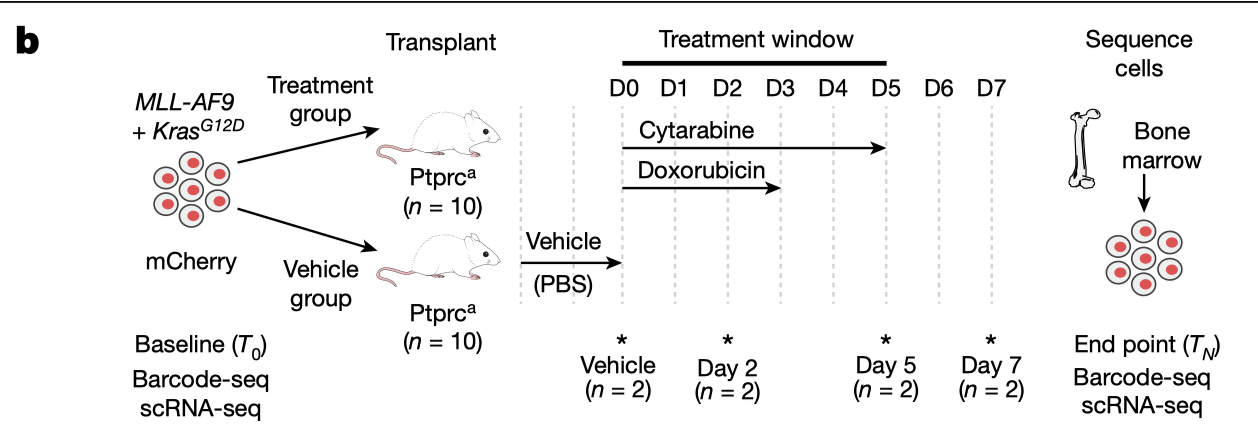 b
Transplant
Treatment window
Sequence
cells
D0 D1 D2 D3 D4 D5 D6 D7
MLL-AF9
+ Kras^G12D
Treatment
group
Cytarabine
Doxorubicin
Bone
marrow
Ptprc^a
(n = 10)
mCherry
Vehicle
group
Vehicle
(PBS)
Ptprc^a
(n = 10)
Baseline (T_0)
Barcode-seq
scRNA-seq
*
Vehicle
(n = 2)
*
Day 2
(n = 2)
*
Day 5
(n = 2)
*
Day 7
(n = 2)
End point (T_N)
Barcode-seq
scRNA-seq